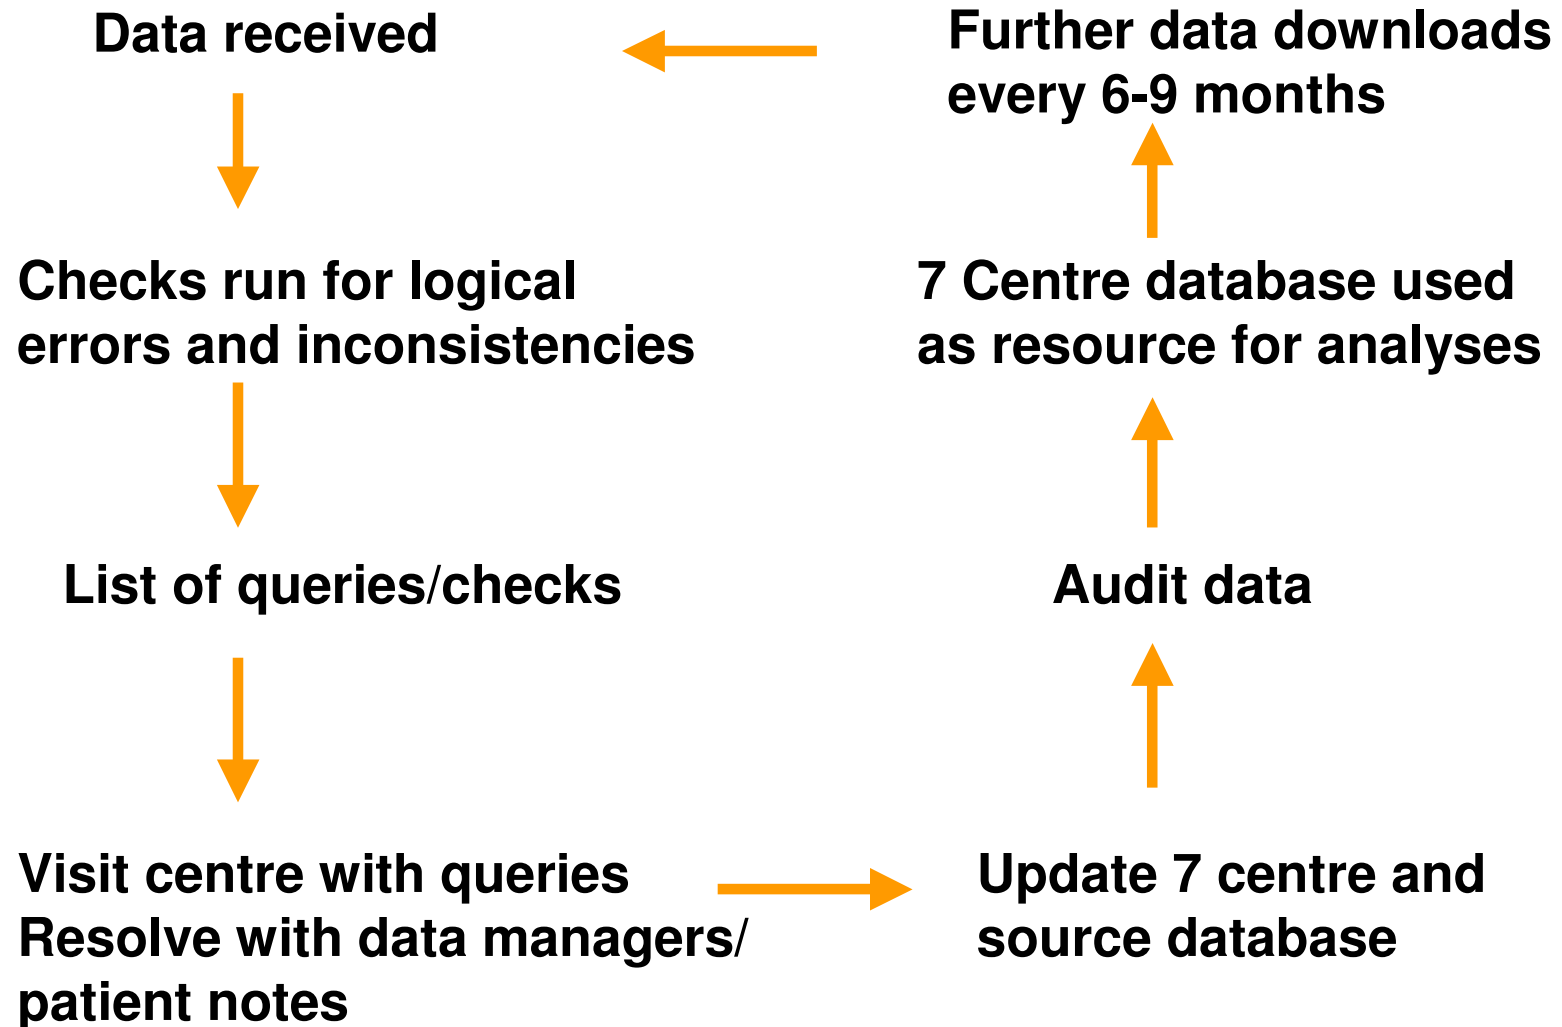 Data received
Further data downloads
every 6-9 months
Checks run for logical
errors and inconsistencies
7 Centre database used
as resource for analyses
List of queries/checks
Audit data
Visit centre with queries
Resolve with data managers/
patient notes
Update 7 centre and
source database